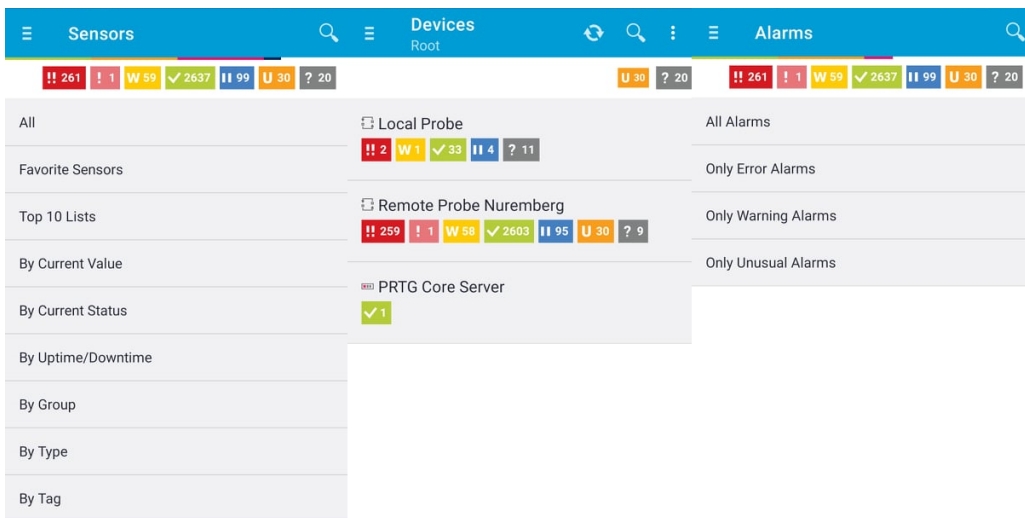 Sensors
!! 261 ! 1 W 59 ✓ 2637 II 99 U 30 ? 20
All
Favorite Sensors
Top 10 Lists
By Current Value
By Current Status
By Uptime/Downtime
By Group
By Type
By Tag
Devices
Root
U 30 ? 20
Local Probe
!! 2 W 1 ✓ 33 II 4 ? 11
Remote Probe Nuremberg
!! 259 ! 1 W 58 ✓ 2603 II 95 U 30 ? 9
PRTG Core Server
✓ 1
Alarms
!! 261 ! 1 W 59 ✓ 2637 II 99 U 30 ? 20
All Alarms
Only Error Alarms
Only Warning Alarms
Only Unusual Alarms